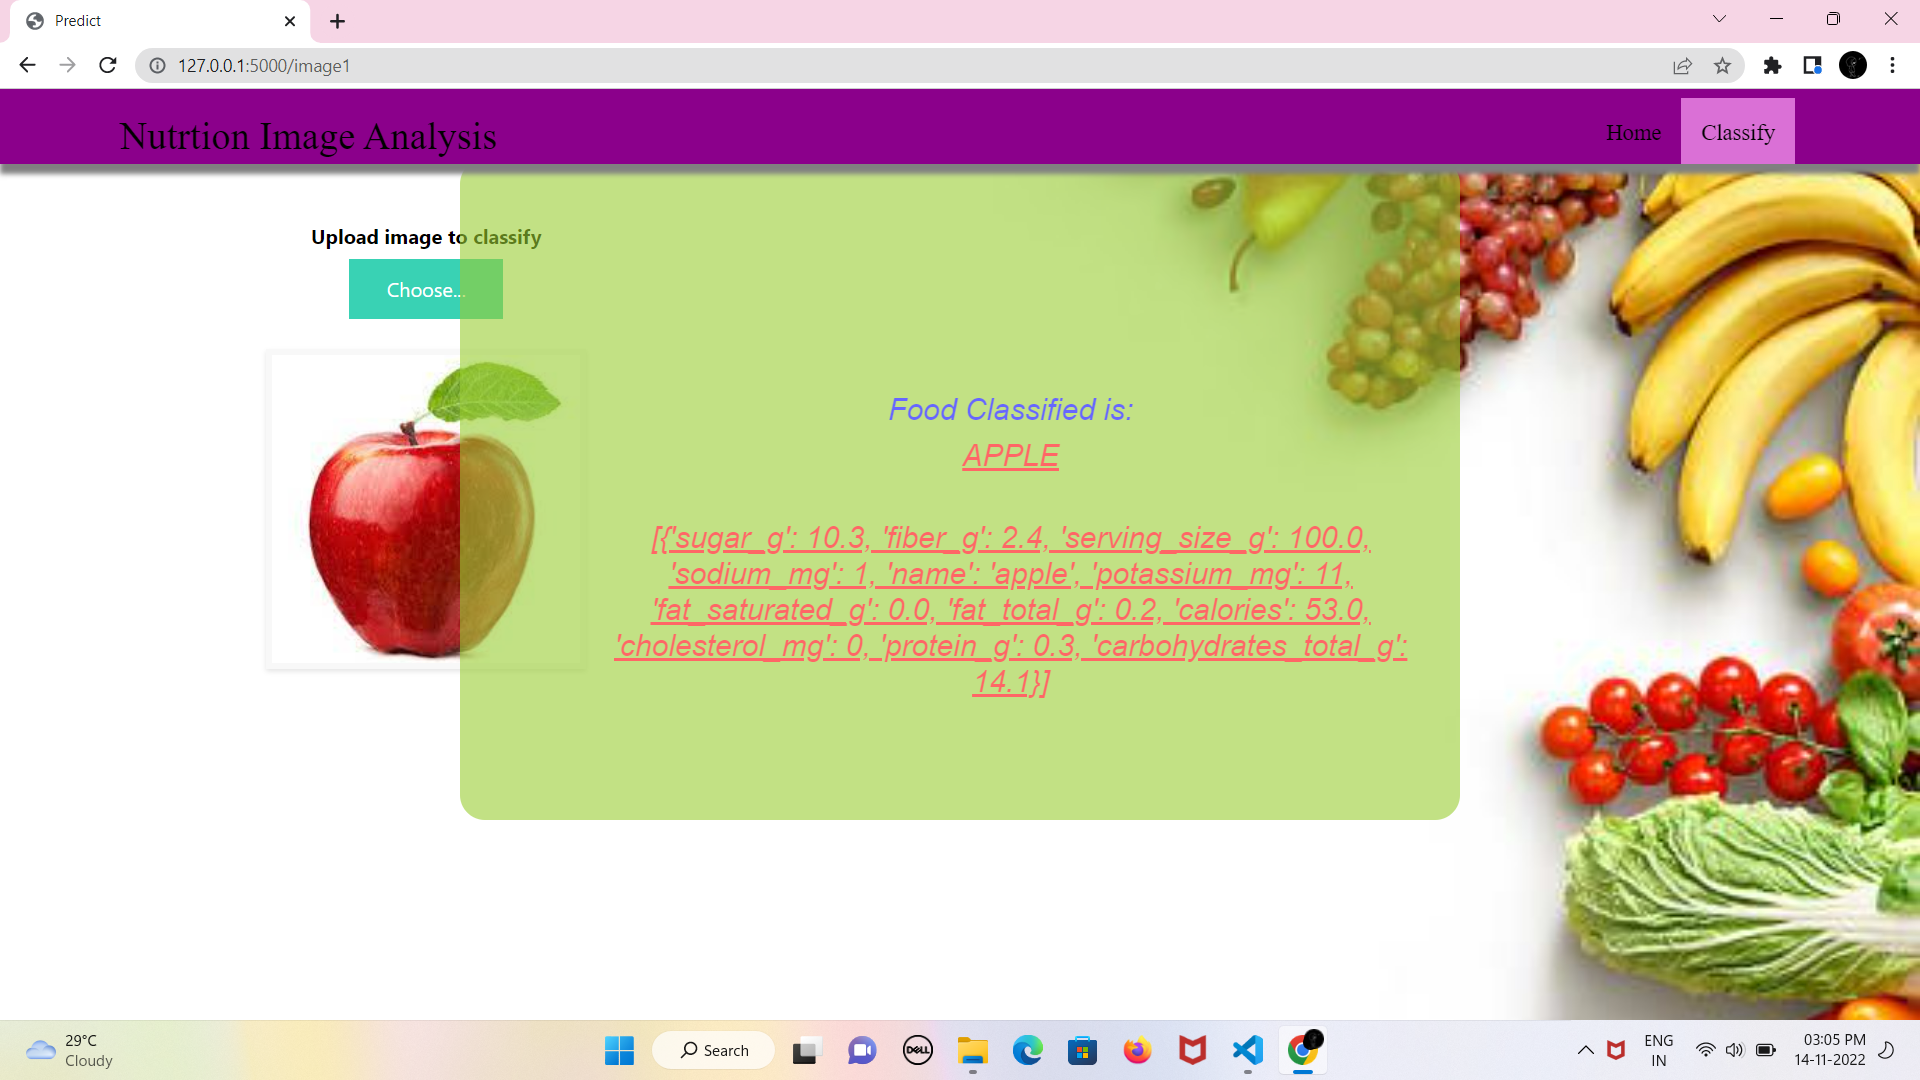 Predict
127.0.0.1:5000/image1
Nutrtion Image Analysis
Home
Classify
Upload image to classify
Choose...
Food Classified is:
APPLE
[{'sugar_g': 10.3, 'fiber_g': 2.4, 'serving_size_g': 100.0,
'sodium_mg': 1, 'name': 'apple', 'potassium_mg': 11,
'fat_saturated_g': 0.0, 'fat_total_g': 0.2, 'calories': 53.0,
'cholesterol_mg': 0, 'protein_g': 0.3, 'carbohydrates_total_g':
14.1}]
29°C
Cloudy
Search
DELL
ENG
IN
03:05 PM
14-11-2022